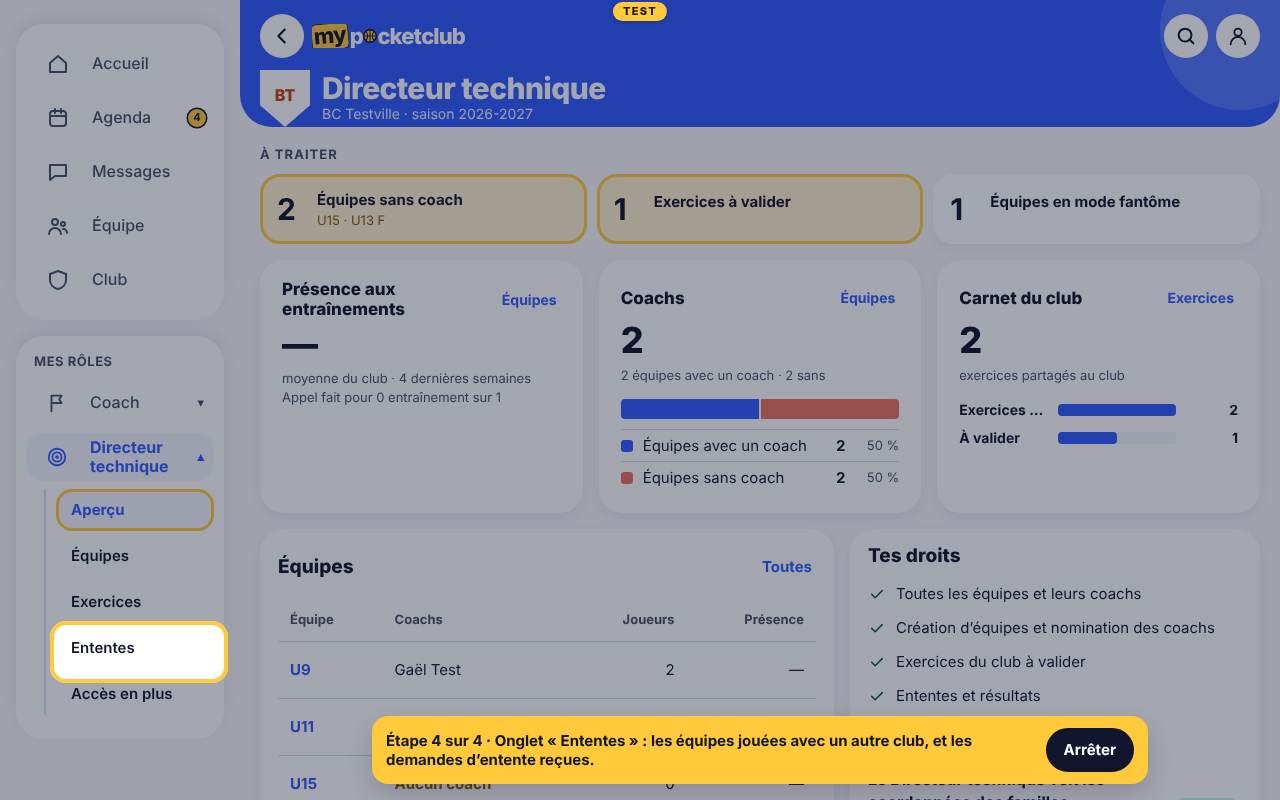 TEST
Accueil
Agenda
4
Messages
Équipe
Club
MES RÔLES
Coach
Directeur
technique
Aperçu
Équipes
Exercices
Ententes
Accès en plus
mypocketclub
BT
Directeur technique
BC Testville · saison 2026-2027
À TRAITER
2
Équipes sans coach
U15 · U13 F
1
Exercices à valider
1
Équipes en mode fantôme
Présence aux
entraînements
Équipes
—
moyenne du club · 4 dernières semaines
Appel fait pour 0 entraînement sur 1
Coachs
Équipes
2
2 équipes avec un coach · 2 sans
Équipes avec un coach 2 50 %
Équipes sans coach 2 50 %
Carnet du club
Exercices
2
exercices partagés au club
Exercices ... 2
À valider 1
Équipes
Toutes
Équipe Coachs Joueurs Présence
U9 Gaël Test 2 —
U11
U15 Aucun coach 0 —
Tes droits
Toutes les équipes et leurs coachs
Création d’équipes et nomination des coachs
Exercices du club à valider
Ententes et résultats
Étape 4 sur 4 · Onglet « Ententes » : les équipes jouées avec un autre club, et les
demandes d’entente reçues.
Arrêter